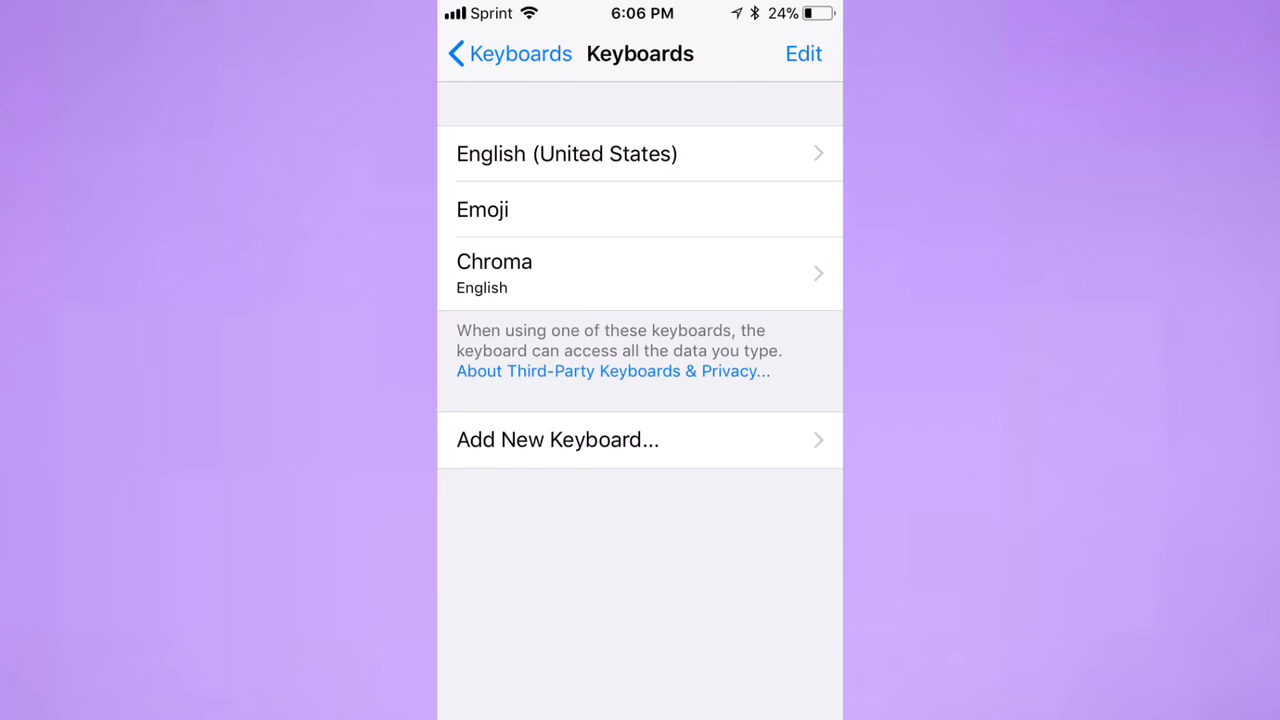 Sprint 6:06 PM 24%
Keyboards Keyboards Edit
English (United States)
Emoji
Chroma
English
When using one of these keyboards, the
keyboard can access all the data you type.
About Third-Party Keyboards & Privacy...
Add New Keyboard...